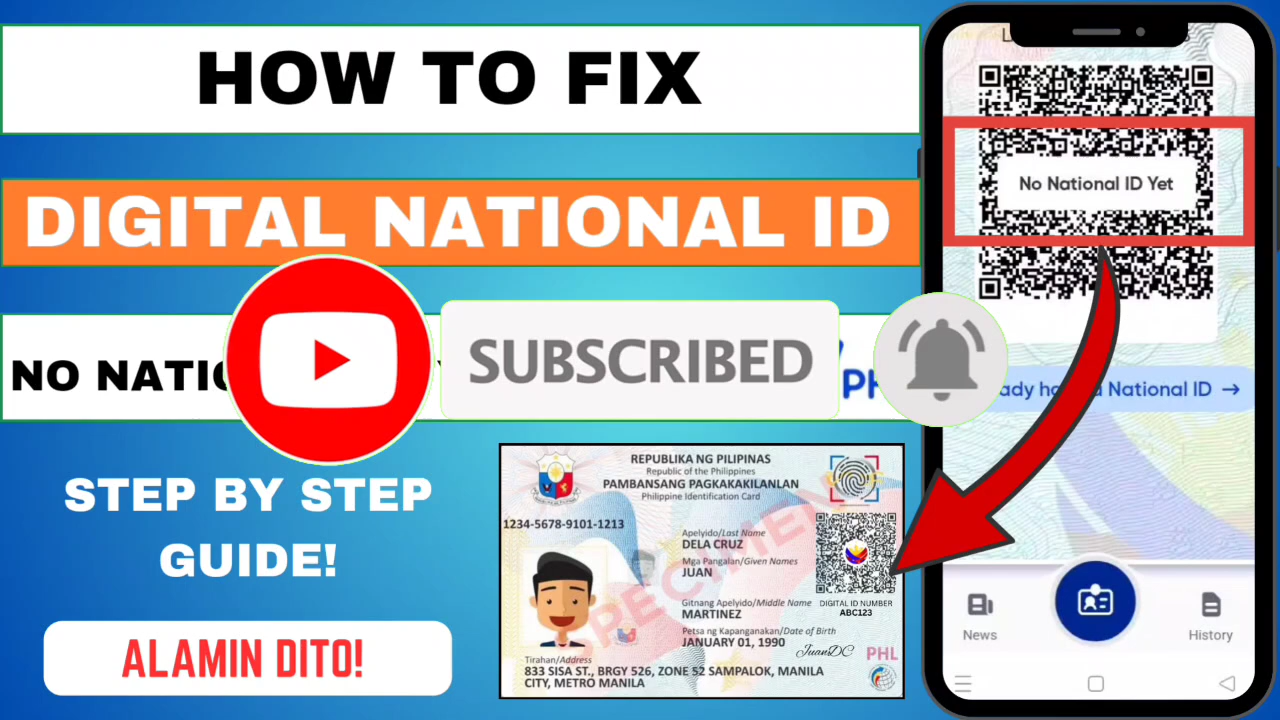 HOW TO FIX
DIGITAL NATIONAL ID
NO
SUBSCRIBED
STEP BY STEP
GUIDE!
ALAMIN DITO!
REPUBLIKA NG PILIPINAS
Republic of the Philippines
PAMBANSANG PAGKAKAKILANLAN
Philippine Identification Card
1234-5678-9101-1213
Apelyido/Last Name
DELA CRUZ
Mga Pangalan/Given Names
JUAN
Gitnang Apelyido/Middle Name
MARTINEZ
Petsa ng Kapanganakan/Date of Birth
JANUARY 01, 1990
Tirahan/Address
833 SISA ST., BRGY 526, ZONE 52 SAMPALOK, MANILA
CITY, METRO MANILA
DIGITAL ID NUMBER
ABC123
JuanDC
PHL
SPECIMEN
No National ID Yet
National ID →
News
History